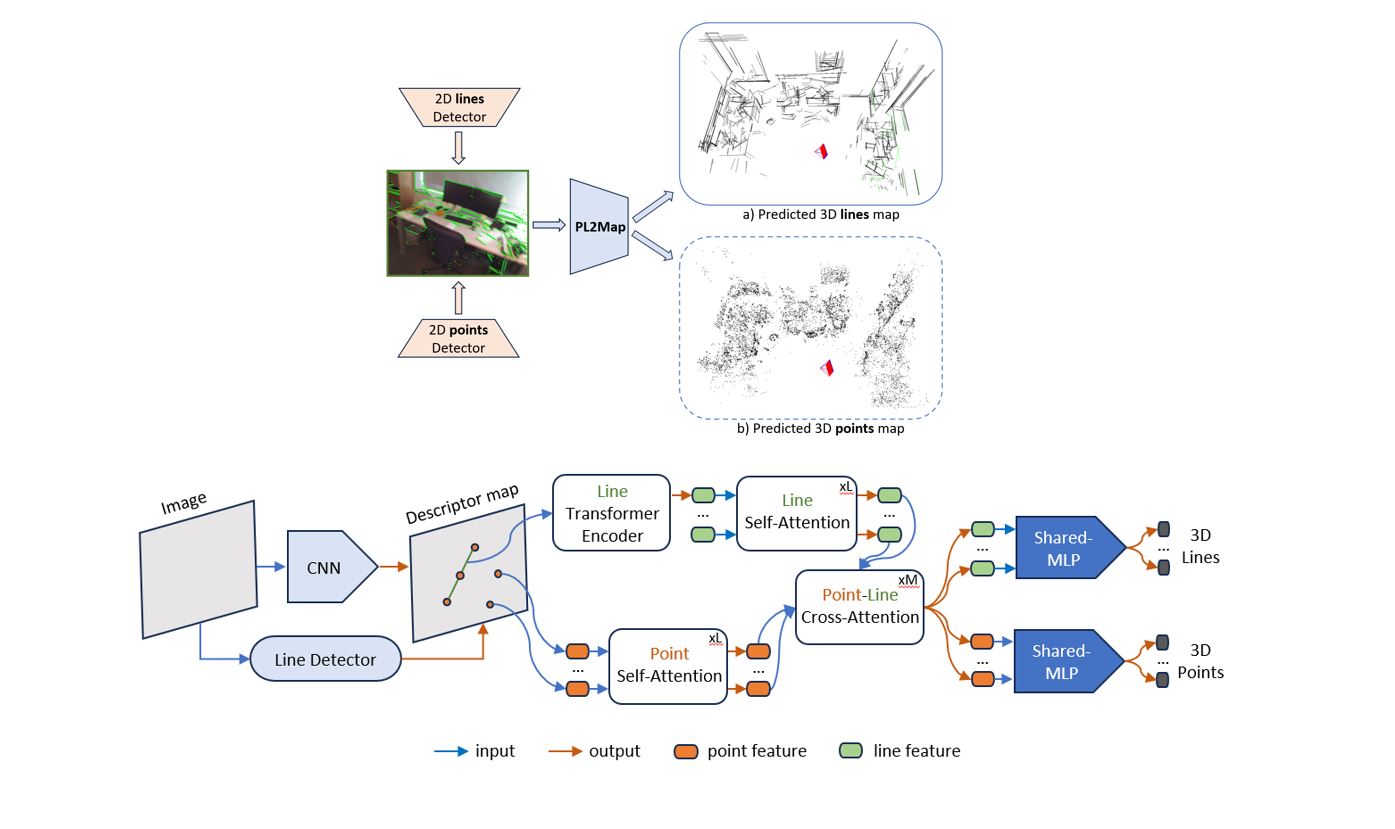 2D lines
Detector
PL2Map
2D points
Detector
a) Predicted 3D lines map
b) Predicted 3D points map
Image
CNN
Line Detector
Descriptor map
Line
Transformer
Encoder
...
xL
Line
Self-Attention
...
...
xL
Point
Self-Attention
...
xM
Point-Line
Cross-Attention
...
Shared-
MLP
...
3D
Lines
...
Shared-
MLP
...
3D
Points
input
output
point feature
line feature